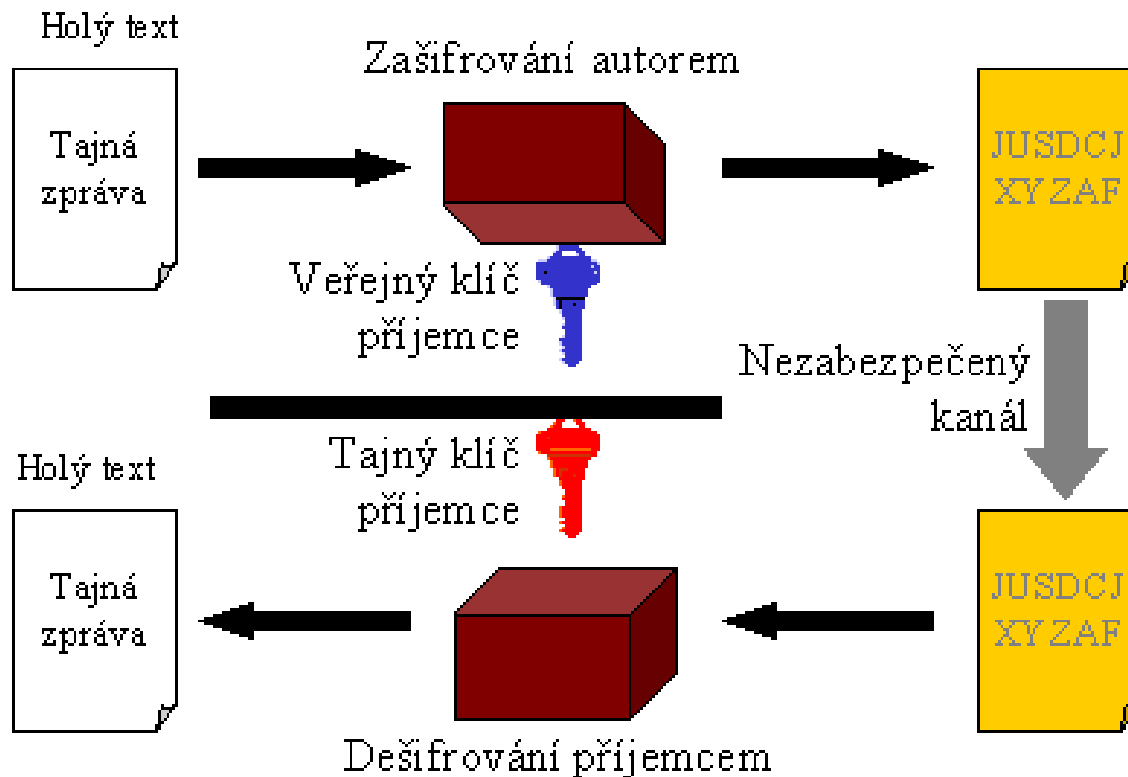 Holý text
Zašifrování autorem
Tajná
zpráva
JUSDCJ
XYZAF
Veřejný klíč
příjemce
Nezabezpečený
kanál
Tajný klíč
příjemce
Holý text
Tajná
zpráva
JUSDCJ
XYZAF
Dešifrování příjemcem